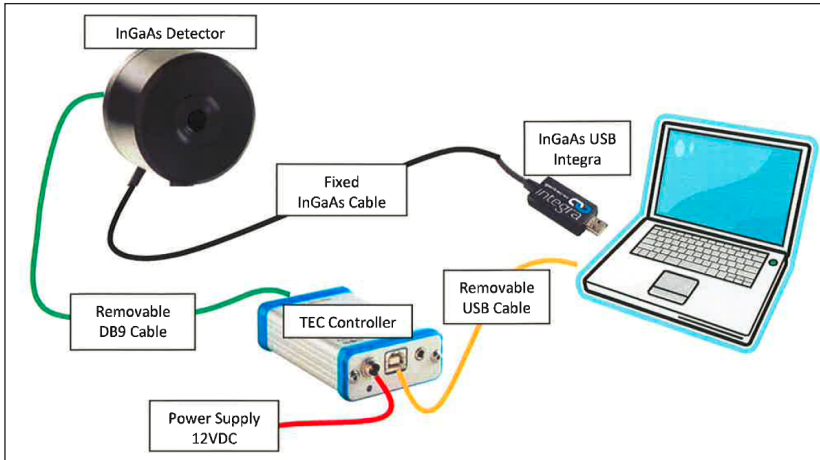 InGaAs Detector
InGaAs USB
Integra
Fixed
InGaAs Cable
integra
Removable
DB9 Cable
TEC Controller
Removable
USB Cable
Power Supply
12VDC